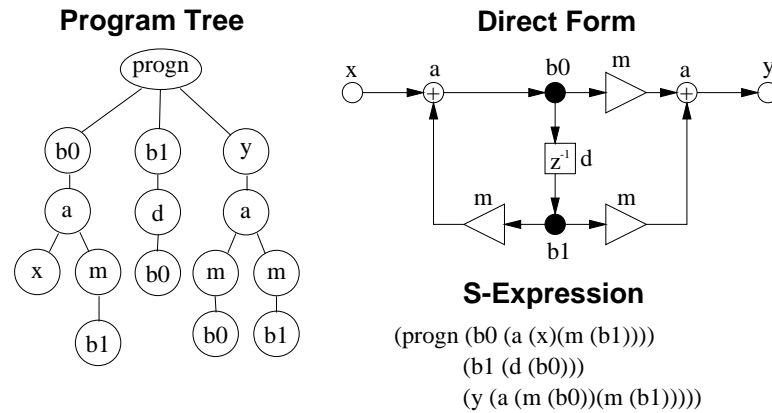 Program Tree
progn
b0 b1 y
a d a
x m b0 m m
b1 b0 b1
Direct Form
x a b0 m a y
+ +
z-1 d
m m
b1
S-Expression
(progn (b0 (a (x)(m (b1))))
(b1 (d (b0)))
(y (a (m (b0))(m (b1)))))